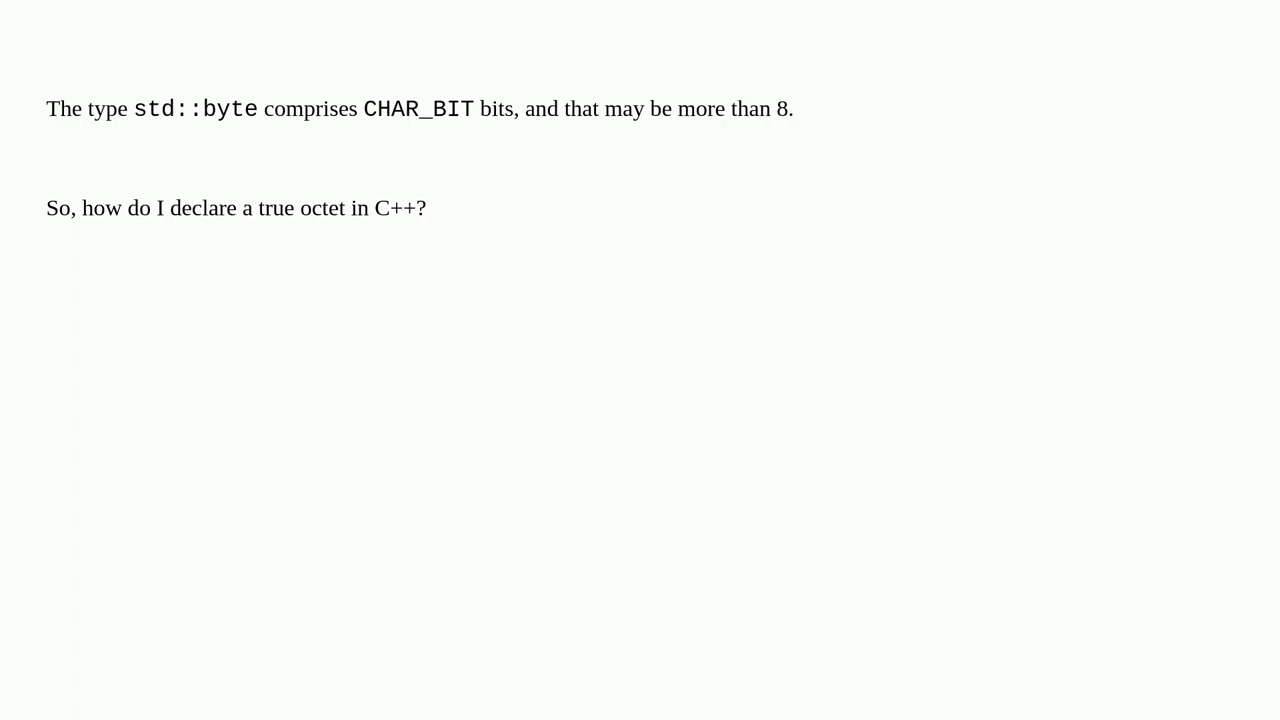 The type std::byte comprises CHAR_BIT bits, and that may be more than 8.
So, how do I declare a true octet in C++?